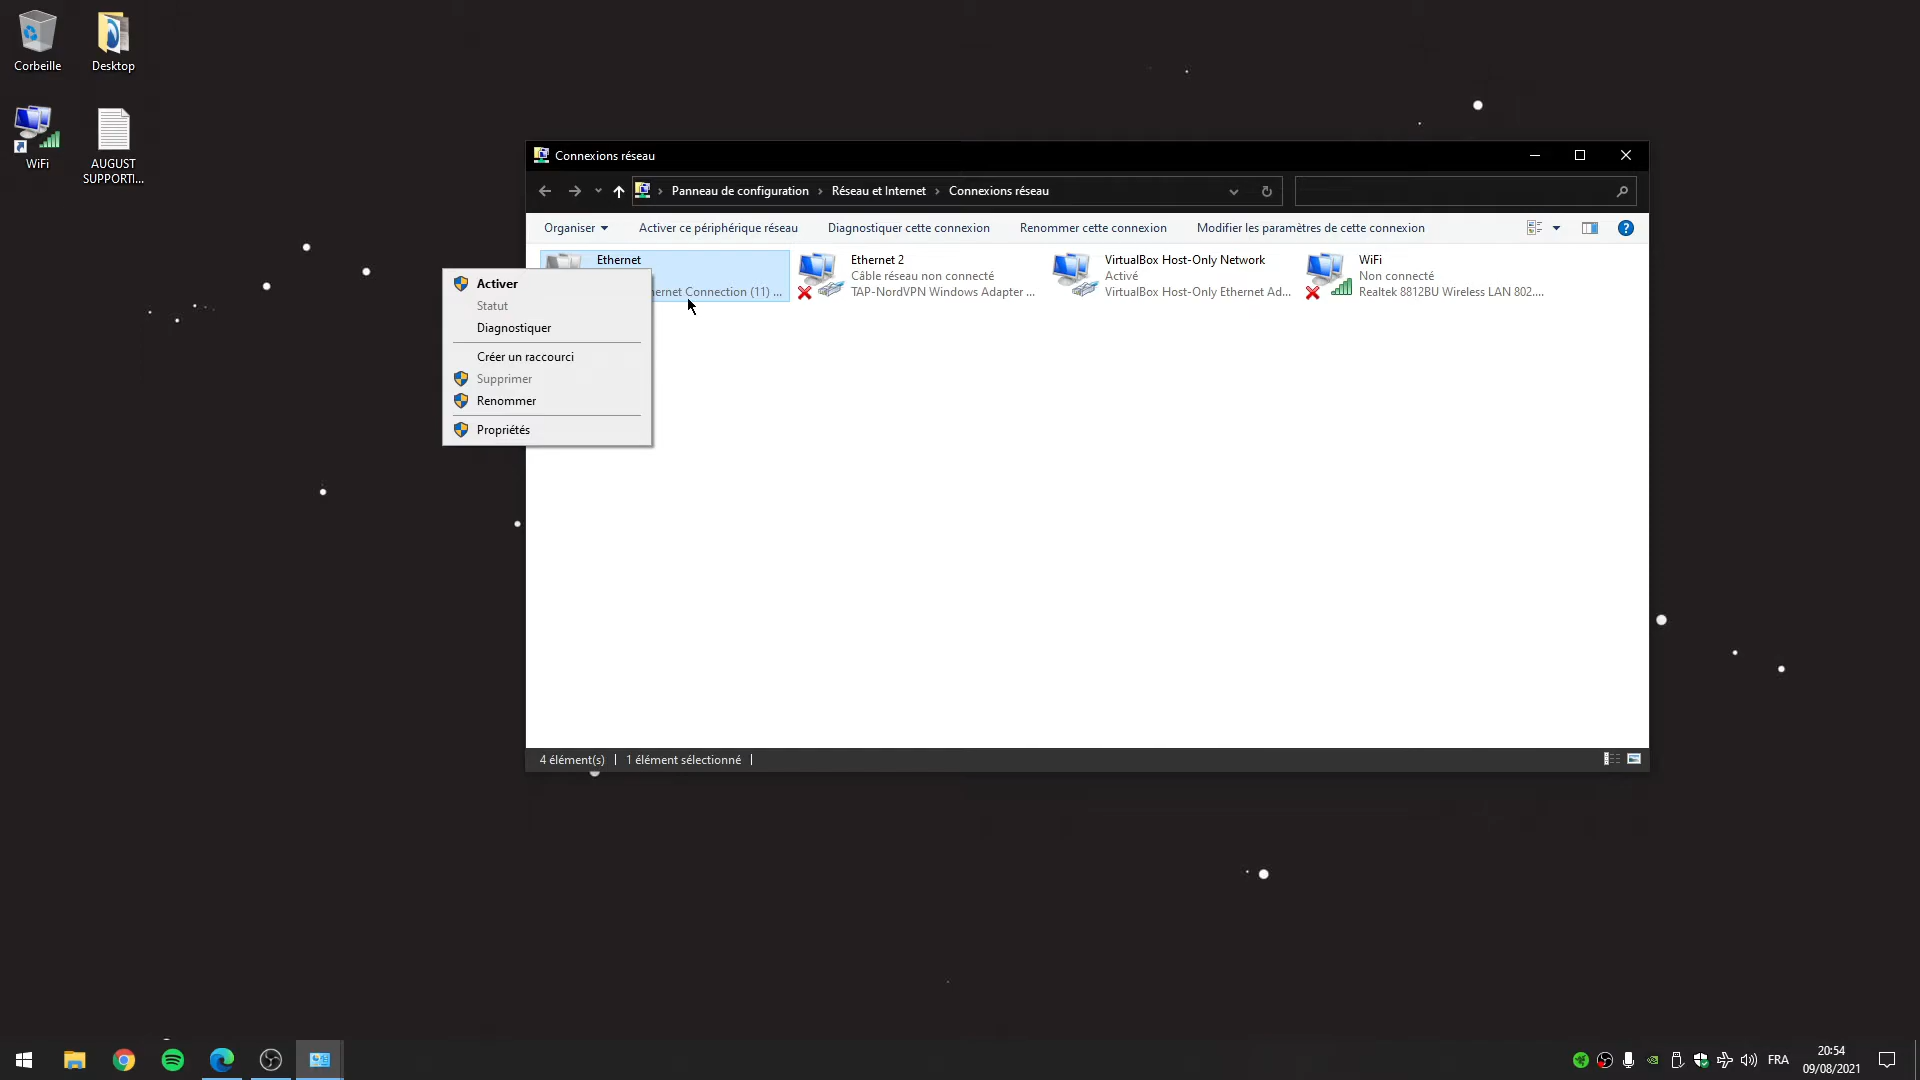 Corbeille
Desktop
WiFi
AUGUST
SUPPORTI...
Connexions réseau
Panneau de configuration
Réseau et Internet
Connexions réseau
Organiser
Activer ce périphérique réseau
Diagnostiquer cette connexion
Renommer cette connexion
Modifier les paramètres de cette connexion
Ethernet
Connection (11) ...
Ethernet 2
Câble réseau non connecté
TAP-NordVPN Windows Adapter ...
VirtualBox Host-Only Network
Activé
VirtualBox Host-Only Ethernet Ad...
WiFi
Non connecté
Realtek 8812BU Wireless LAN 802....
Activer
Statut
Diagnostiquer
Créer un raccourci
Supprimer
Renommer
Propriétés
4 élément(s)
1 élément sélectionné
FRA
20:54
09/08/2021